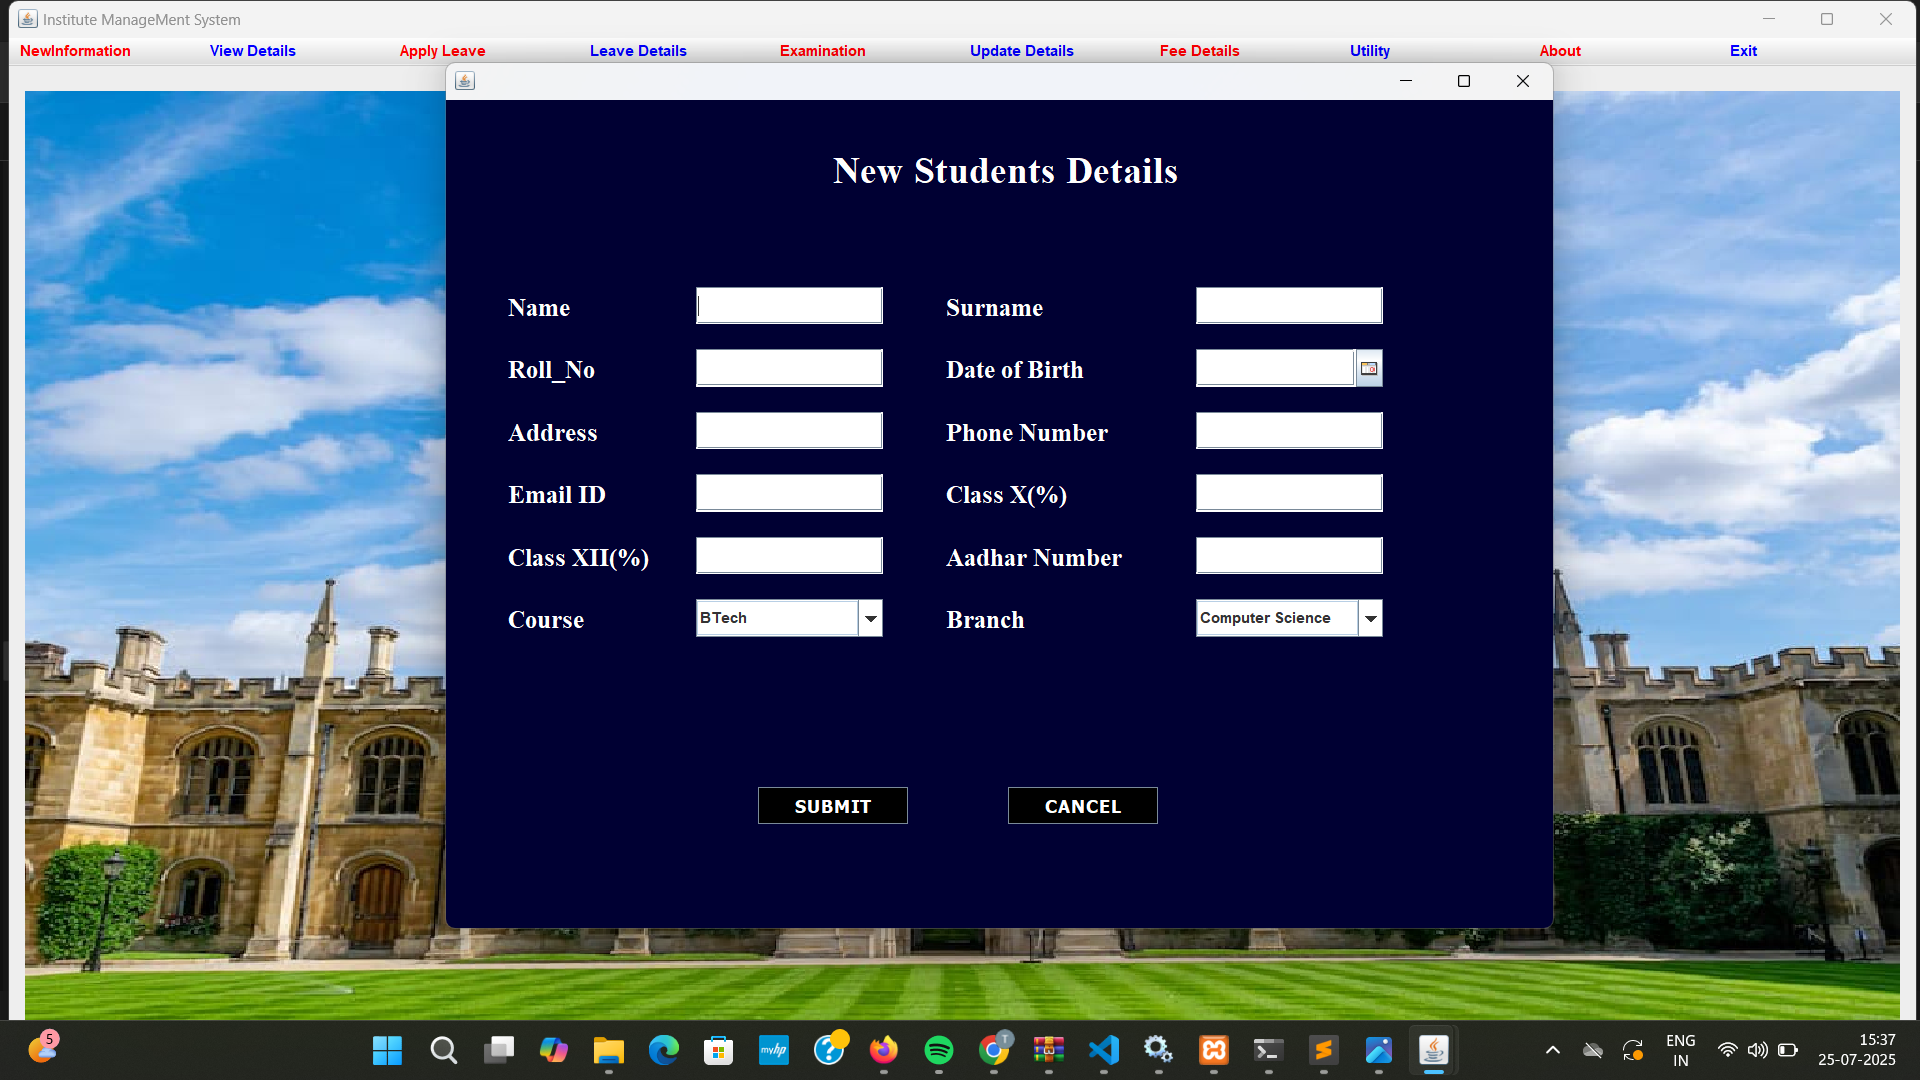 Institute ManageMent System
NewInformation View Details Apply Leave Leave Details Examination Update Details Fee Details Utility About Exit
New Students Details
Name Surname
Roll_No Date of Birth
Address Phone Number
Email ID Class X(%)
Class XII(%) Aadhar Number
Course BTech Branch Computer Science
SUBMIT CANCEL
5
myhp
T
ENG
IN
15:37
25-07-2025